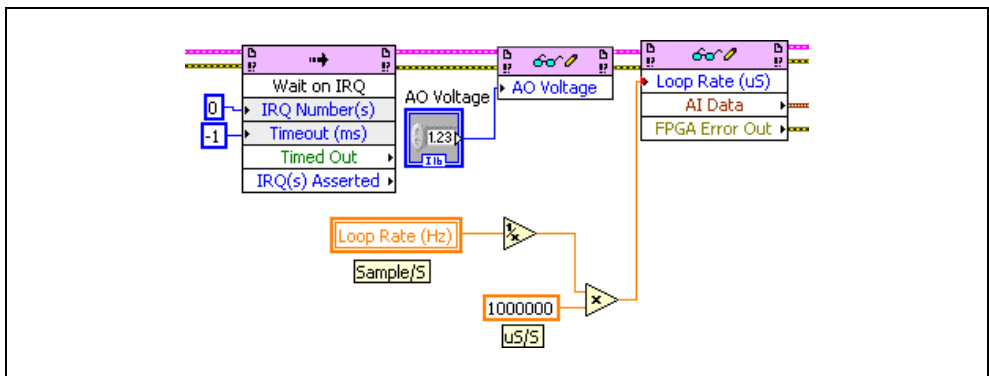 Wait on IRQ
0
IRQ Number(s)
-1
Timeout (ms)
Timed Out
IRQ(s) Asserted
AO Voltage
1.23
I16
AO Voltage
Loop Rate (uS)
AI Data
FPGA Error Out
Loop Rate (Hz)
Sample/S
1/x
1000000
x
uS/S